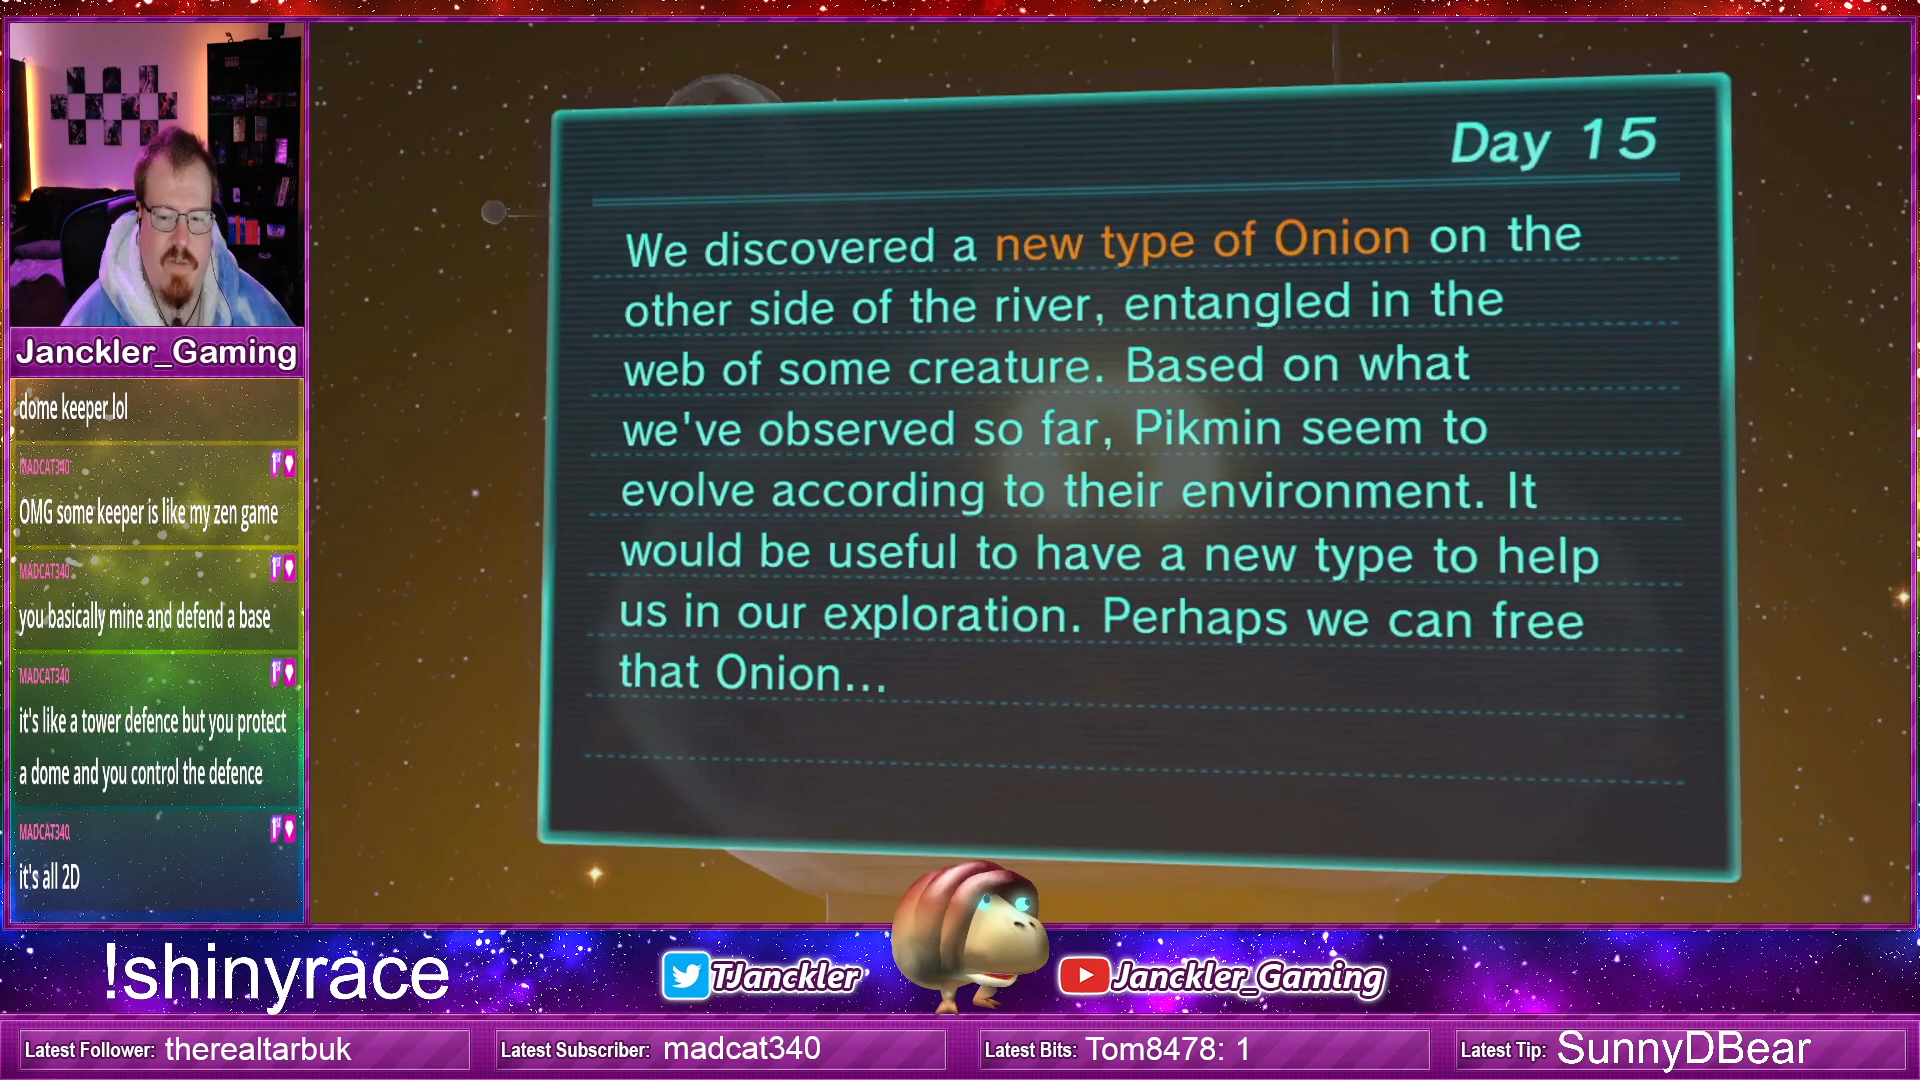 Day 15
We discovered a new type of Onion on the
other side of the river, entangled in the
web of some creature. Based on what
we've observed so far, Pikmin seem to
evolve according to their environment. It
would be useful to have a new type to help
us in our exploration. Perhaps we can free
that Onion...
Janckler_Gaming
dome keeper lol
MADCAT340
OMG some keeper is like my zen game
MADCAT340
you basically mine and defend a base
MADCAT340
it's like a tower defence but you protect
a dome and you control the defence
MADCAT340
it's all 2D
!shinyrace
TJanckler
Janckler_Gaming
Latest Follower: therealtarbuk
Latest Subscriber: madcat340
Latest Bits: Tom8478: 1
Latest Tip: SunnyDBear